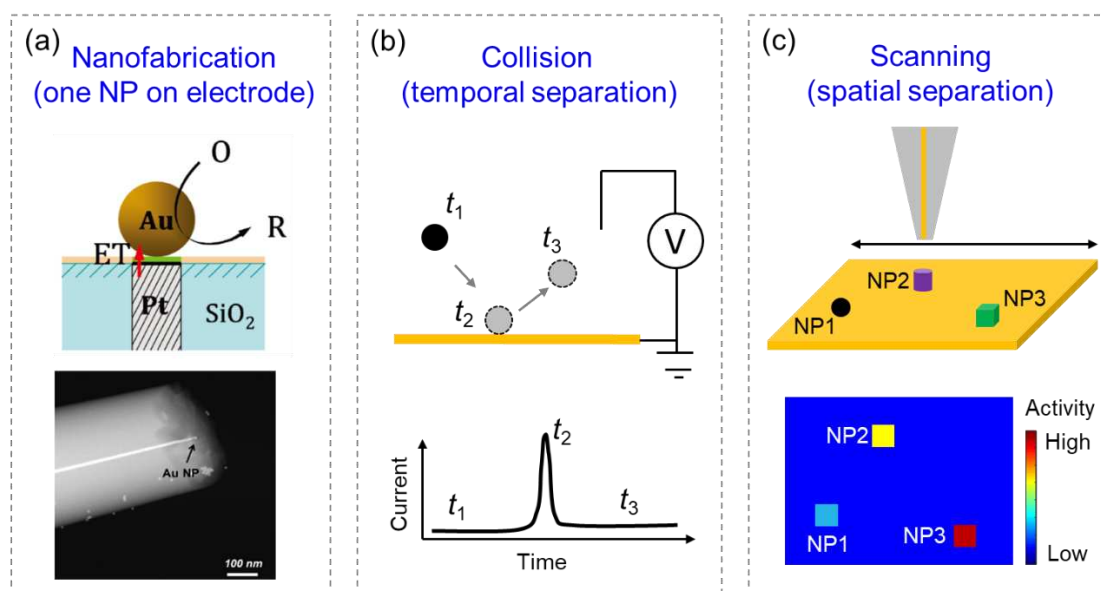 (a)
Nanofabrication
(one NP on electrode)
O
Au
R
ET
Pt
SiO2
Au NP
100 nm
(b)
Collision
(temporal separation)
t1
t3
V
t2
t2
Current
t1
t3
Time
(c)
Scanning
(spatial separation)
NP2
NP3
NP1
Activity
NP2
High
NP1
NP3
Low